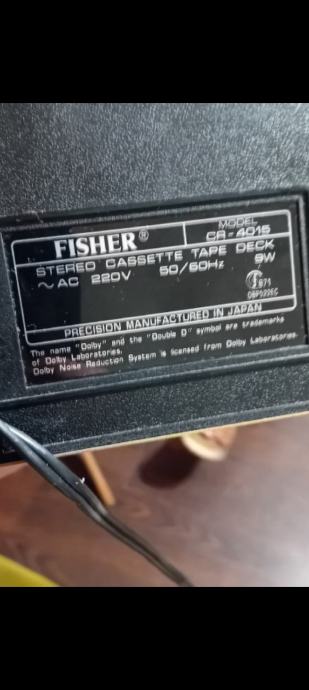 FISHER®
MODEL
CR-4015
STEREO CASSETTE TAPE DECK
~ AC 220V 50/60Hz 9W
PRECISION MANUFACTURED IN JAPAN
The name "Dolby" and the "Double D" symbol are trademarks
of Dolby Laboratories.
Dolby Noise Reduction System is licensed from Dolby Laboratories.